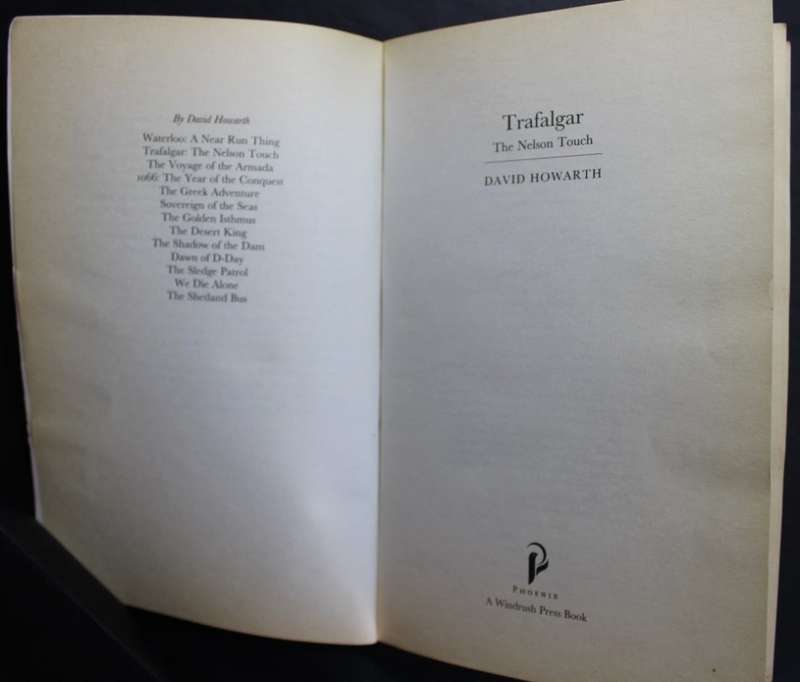 By David Howarth
Waterloo: A Near Run Thing
Trafalgar: The Nelson Touch
The Voyage of the Armada
1066: The Year of the Conquest
The Greek Adventure
Sovereign of the Seas
The Golden Isthmus
The Desert King
The Shadow of the Dam
Dawn of D-Day
The Sledge Patrol
We Die Alone
The Shetland Bus
Trafalgar
The Nelson Touch
DAVID HOWARTH
PHOENIX
A Windrush Press Book